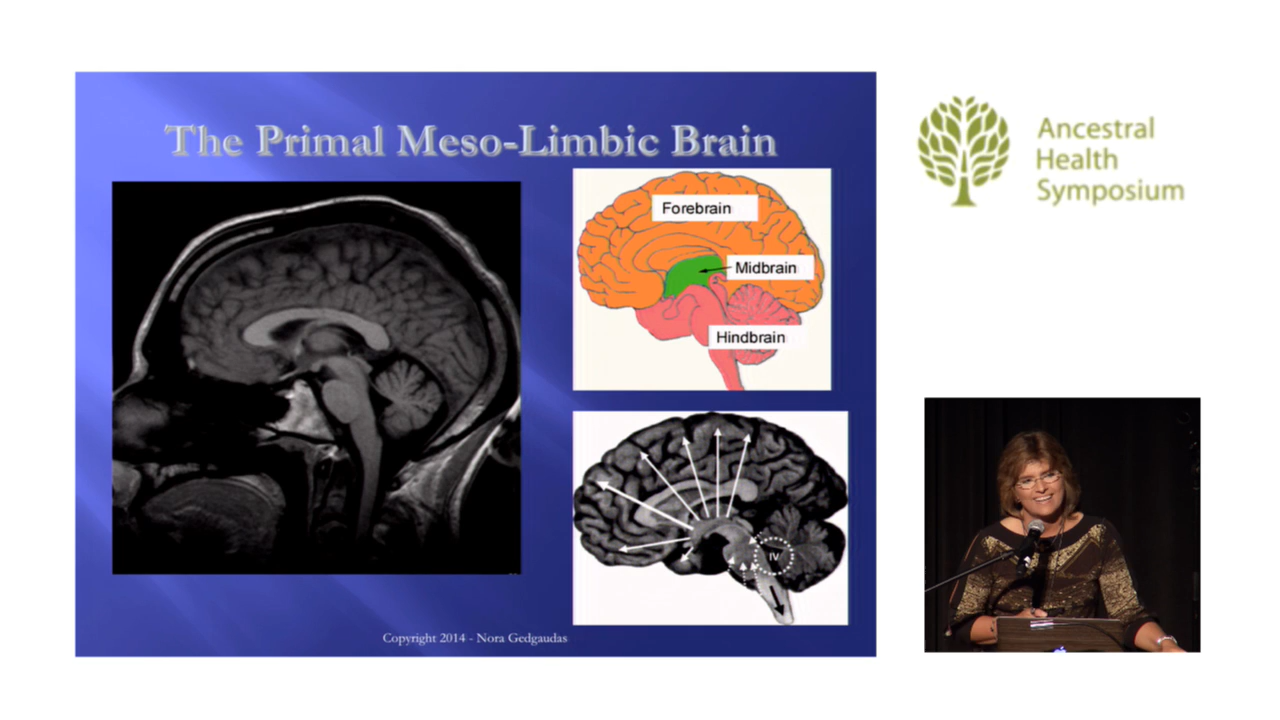 The Primal Meso-Limbic Brain
Forebrain
Midbrain
Hindbrain
IV
Copyright 2014 - Nora Gedgaudas
Ancestral
Health
Symposium